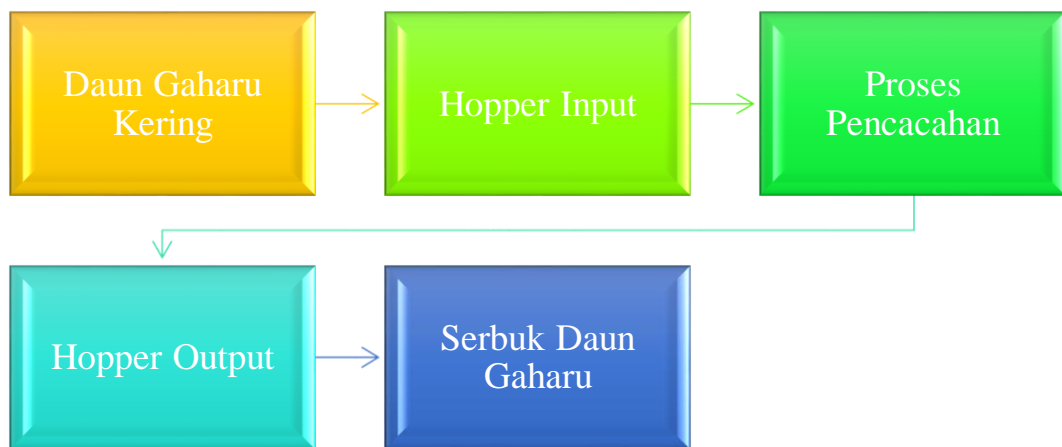 Daun Gaharu
Kering
Hopper Input
Proses
Pencacahan
Hopper Output
Serbuk Daun
Gaharu